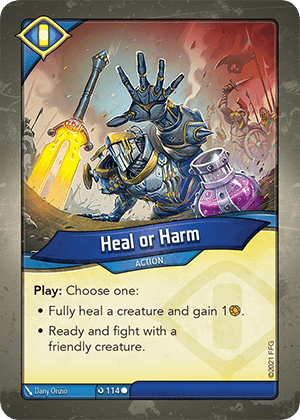 Heal or Harm
ACTION
Play: Choose one:
• Fully heal a creature and gain 1.
• Ready and fight with a
friendly creature.
©2021 FFG
Dany Orizio
114